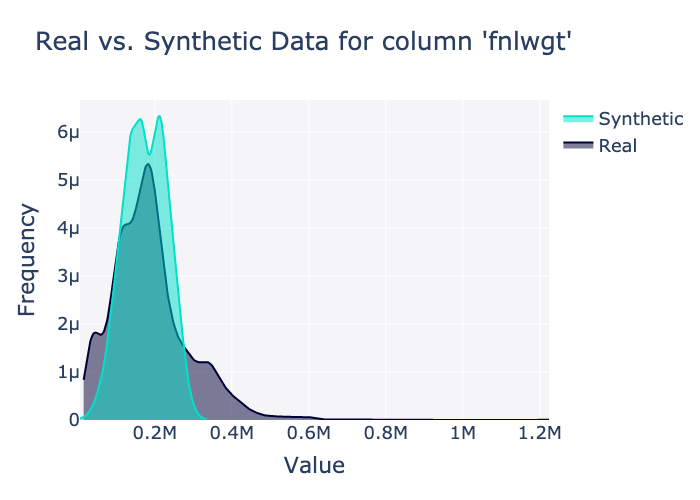 Real vs. Synthetic Data for column 'fnlwgt'
Synthetic
Real
6μ
5μ
4μ
3μ
2μ
1μ
0
Frequency
0.2M 0.4M 0.6M 0.8M 1M 1.2M
Value